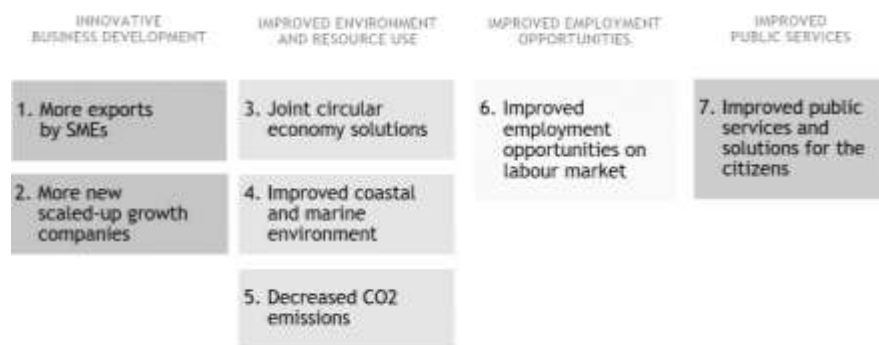 INNOVATIVE
BUSINESS DEVELOPMENT
IMPROVED ENVIRONMENT
AND RESOURCE USE
IMPROVED EMPLOYMENT
OPPORTUNITIES
IMPROVED
PUBLIC SERVICES
1. More exports
by SMEs
2. More new
scaled-up growth
companies
3. Joint circular
economy solutions
4. Improved coastal
and marine
environment
5. Decreased CO2
emissions
6. Improved
employment
opportunities on
labour market
7. Improved public
services and
solutions for the
citizens